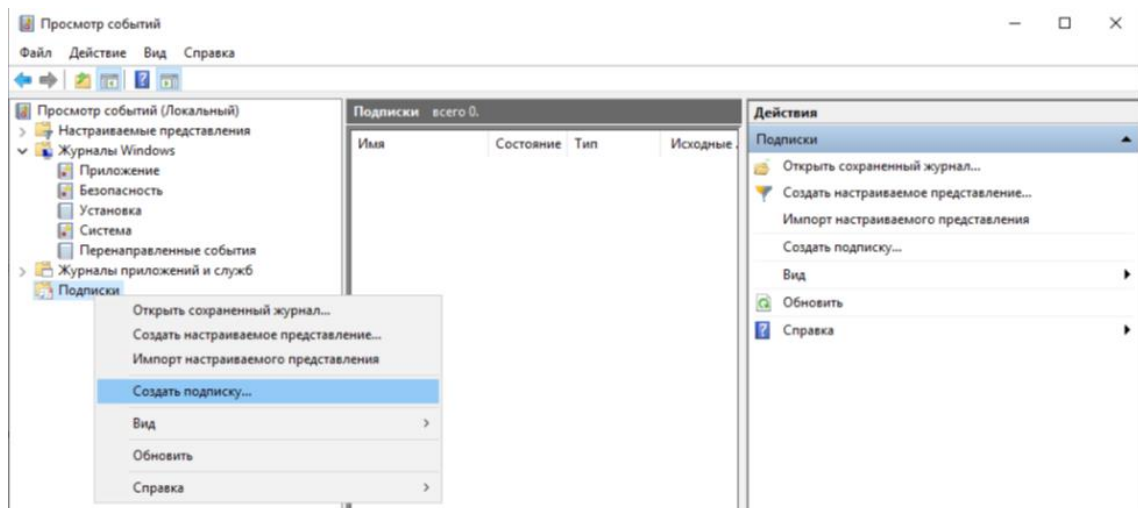 Просмотр событий
Файл Действие Вид Справка
Просмотр событий (Локальный)
Настраиваемые представления
Журналы Windows
Приложение
Безопасность
Установка
Система
Перенаправленные события
Журналы приложений и служб
Подписки
Открыть сохраненный журнал...
Создать настраиваемое представление...
Импорт настраиваемого представления
Создать подписку...
Вид
Обновить
Справка
Подписки всего 0.
Имя Состояние Тип Исходные
Действия
Подписки
Открыть сохраненный журнал...
Создать настраиваемое представление...
Импорт настраиваемого представления
Создать подписку...
Вид
Обновить
Справка